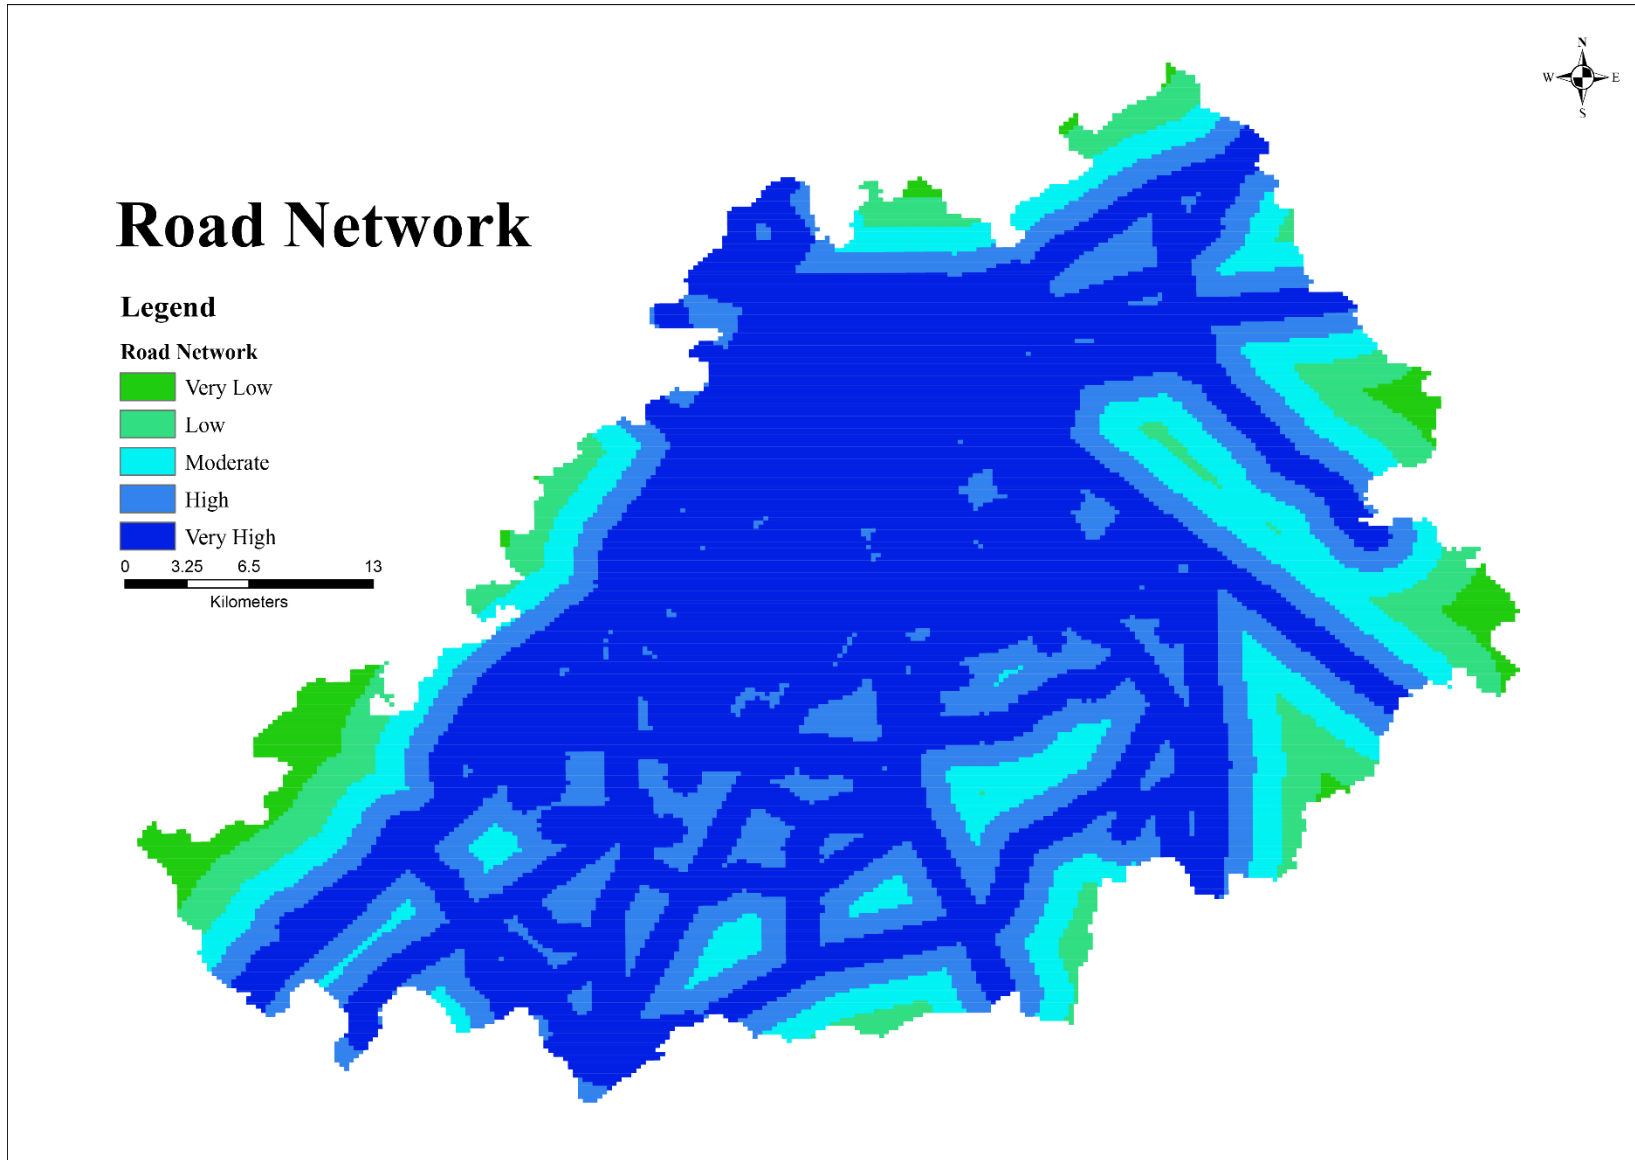 N
W E
S
Road Network
Legend
Road Network
Very Low
Low
Moderate
High
Very High
0 3.25 6.5 13
Kilometers